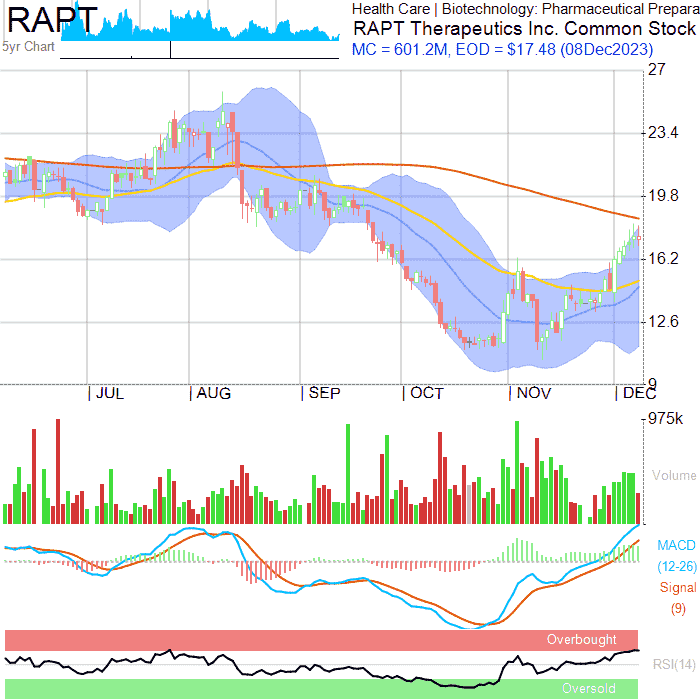 RAPT
5yr Chart
Health Care | Biotechnology: Pharmaceutical Prepara
RAPT Therapeutics Inc. Common Stock
MC = 601.2M, EOD = $17.48 (08Dec2023)
27
23.4
19.8
16.2
12.6
9
JUL AUG SEP OCT NOV DEC
975k
Volume
MACD
(12-26)
Signal
(9)
Overbought
RSI(14)
Oversold